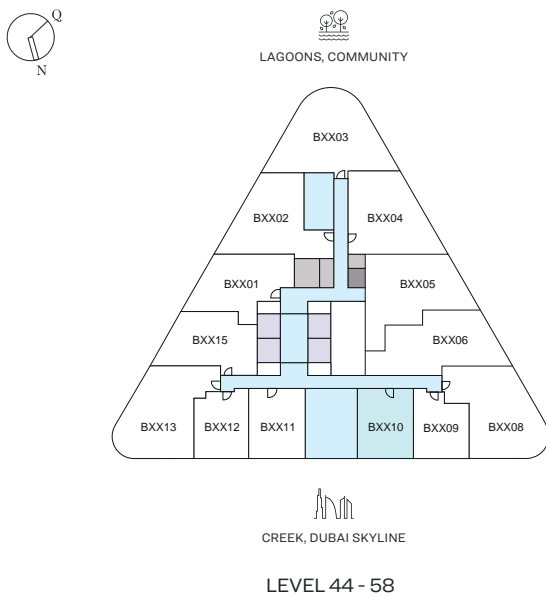 Q
N
LAGOONS, COMMUNITY
BXX03
BXX02 BXX04
BXX01 BXX05
BXX15 BXX06
BXX13 BXX12 BXX11 BXX10 BXX09 BXX08
CREEK, DUBAI SKYLINE
LEVEL 44 - 58